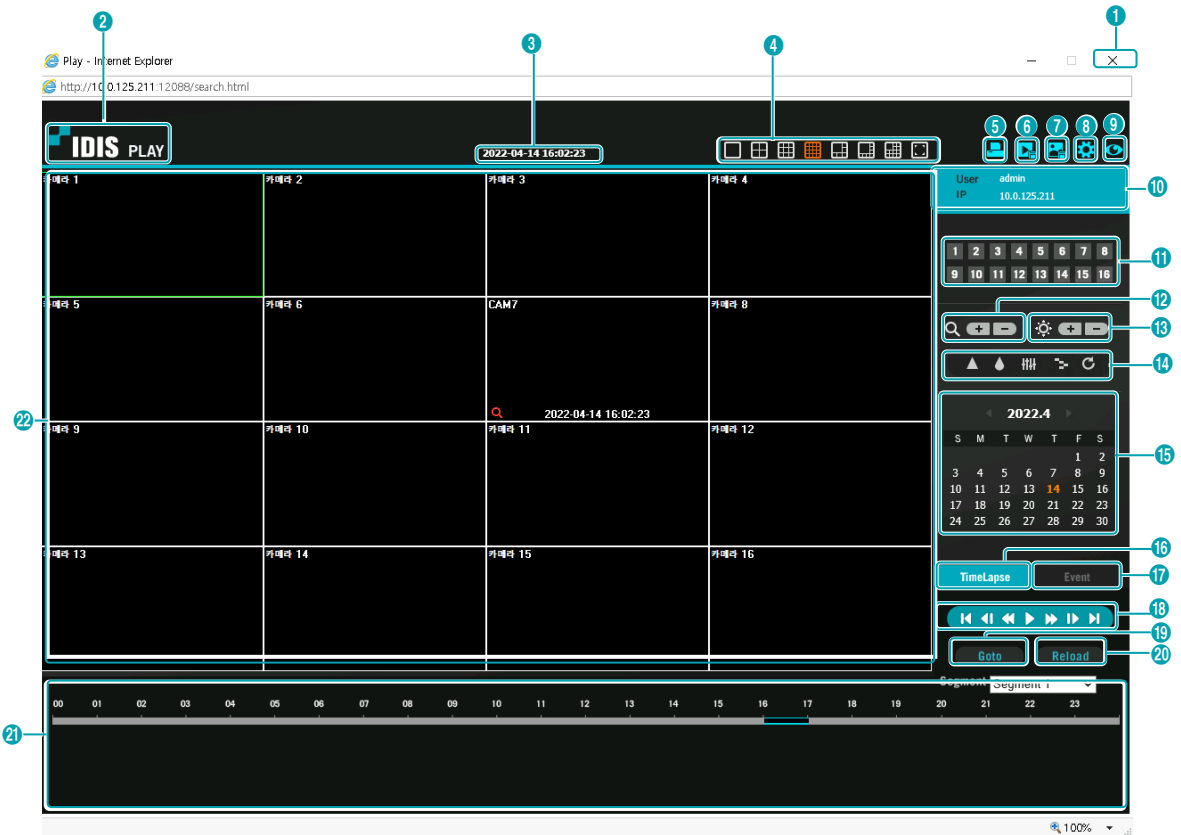 1
2
3
4
Play - Internet Explorer
http://10.0.125.211:12088/search.html
5 6 7 8 9
IDIS PLAY
2022-04-14 16:02:23
User admin
IP 10.0.125.211
10
카메라 1 카메라 2 카메라 3 카메라 4
1 2 3 4 5 6 7 8
9 10 11 12 13 14 15 16
11
12
카메라 5 카메라 6 CAM7 카메라 8
13
14
2022-04-14 16:02:23
22
2022.4
카메라 9 카메라 10 카메라 11 카메라 12
S M T W T F S
1 2
3 4 5 6 7 8 9
10 11 12 13 14 15 16
17 18 19 20 21 22 23
24 25 26 27 28 29 30
15
카메라 13 카메라 14 카메라 15 카메라 16
16
TimeLapse Event
17
18
19
Goto Reload
20
Segment Segment 1
00 01 02 03 04 05 06 07 08 09 10 11 12 13 14 15 16 17 18 19 20 21 22 23
21
100%